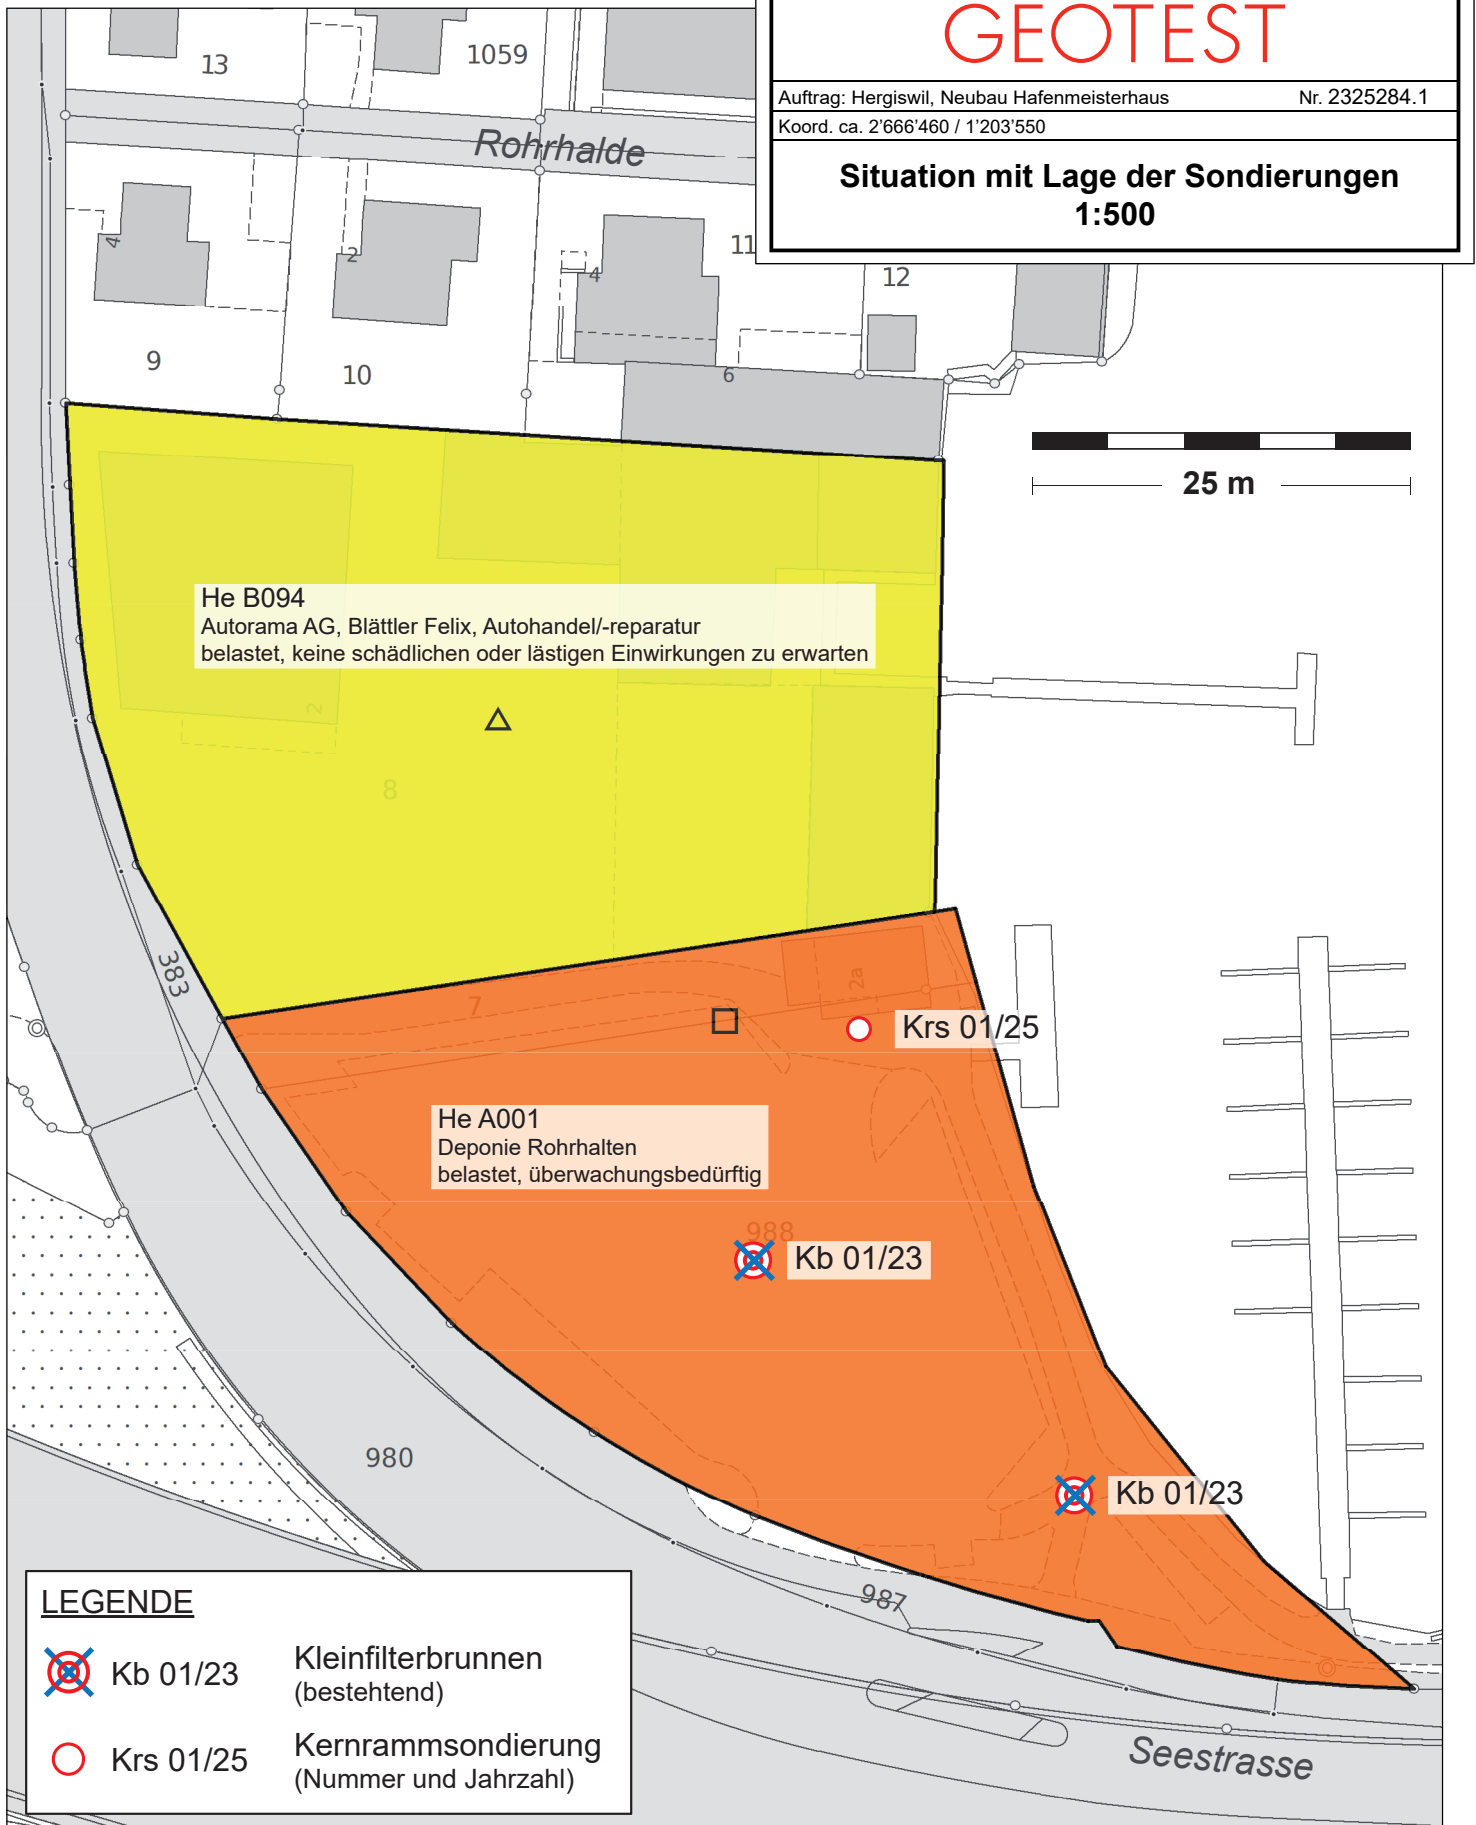 GEOTEST
Auftrag: Hergiswil, Neubau Hafenmeisterhaus Nr. 2325284.1
Koord. ca. 2’666’460 / 1’203’550
Situation mit Lage der Sondierungen
1:500
13
1059
Rohrhalde
4
2
4
11
12
9
10
6
25 m
He B094
Autorama AG, Blättler Felix, Autohandel/-reparatur
belastet, keine schädlichen oder lästigen Einwirkungen zu erwarten
2
8
383
7
2a
Krs 01/25
He A001
Deponie Rohrhalten
belastet, überwachungsbedürftig
988
Kb 01/23
980
Kb 01/23
987
Seestrasse
LEGENDE
Kb 01/23 Kleinfilterbrunnen
(bestehtend)
Krs 01/25 Kernrammsondierung
(Nummer und Jahrzahl)